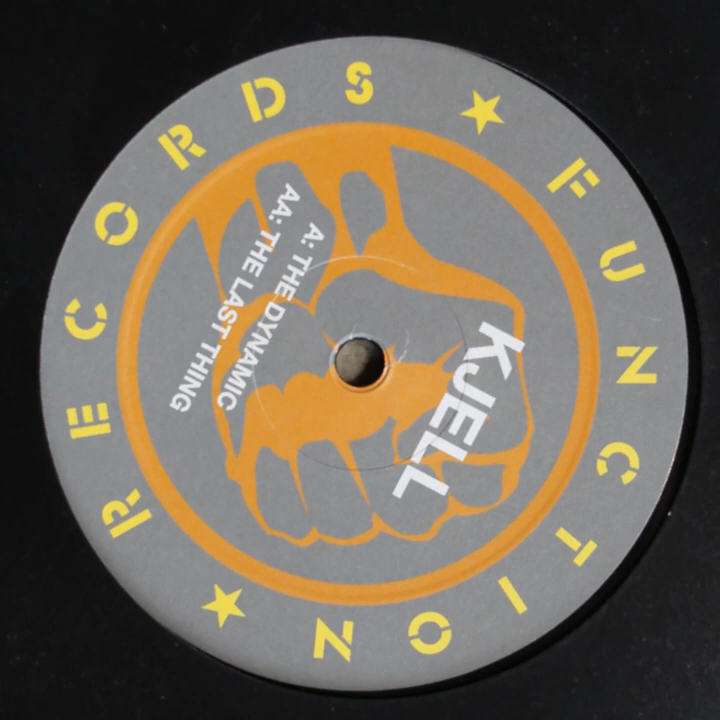 FUNCTION ★ RECORDS ★
KJELL
A: THE DYNAMIC
AA: THE LAST THING